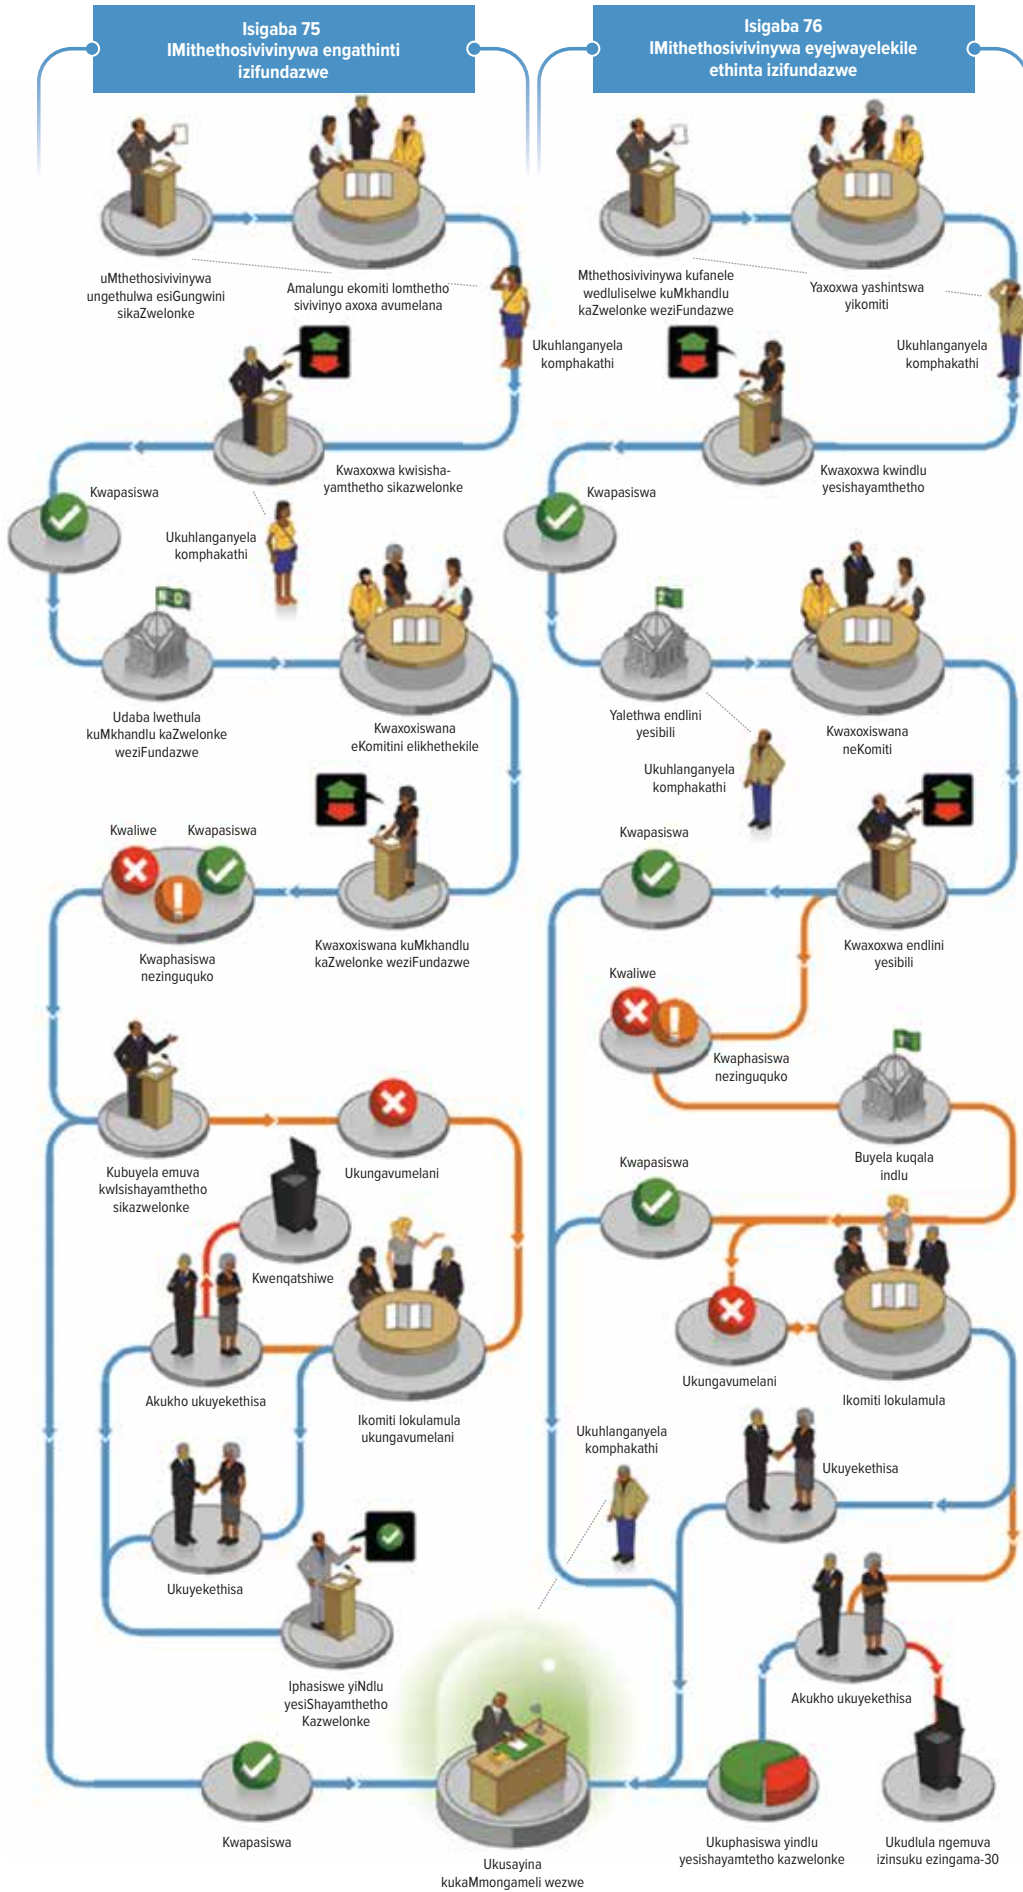 Isigaba 75
IMithethosivivinywa engathinti
izifundazwe
uMthethosivivinywa
ungethulwa esiGungwini
sikaZwelonke
Amalungu ekomiti lomthetho
sivivinyo axoxa avumelana
Ukuhlanganyela
komphakathi
Kwaxoxwa kwisisha-
yamthetho sikazwelonke
Kwapasiswa
Ukuhlanganyela
komphakathi
Udaba lwethula
kuMkhandlu kaZwelonke
weziFundazwe
Kwaxoxiswana
eKomitini elikhethekile
Kwaliwe
Kwapasiswa
Kwaphasiswa
nezinguquko
Kwaxoxiswana kuMkhandlu
kaZwelonke weziFundazwe
Kubuyela emuva
kwIsishayamthetho
sikazwelonke
Ukungavumelani
Kwenqatshiwe
Akukho ukuyekethisa
Ikomiti lokulamula
ukungavumelani
Ukuyekethisa
Iphasiswe yiNdlu
yesiShayamthetho
Kazwelonke
Kwapasiswa
Ukusayina
kukaMmongameli wezwe
Isigaba 76
IMithethosivivinywa eyejwayelekile
ethinta izifundazwe
Mthethosivivinywa kufanele
wedluliselwe kuMkhandlu
kaZwelonke weziFundazwe
Yaxoxwa yashintswa
yikomiti
Ukuhlanganyela
komphakathi
Kwaxoxwa kwindlu
yesishayamthetho
Kwapasiswa
Yalethwa endlini
yesibili
Kwaxoxiswana
neKomiti
Ukuhlanganyela
komphakathi
Kwapasiswa
Kwaxoxwa endlini
yesibili
Kwaliwe
Kwaphasiswa
nezinguquko
Buyela kuqala
indlu
Kwapasiswa
Ukungavumelani
Ikomiti lokulamula
Ukuhlanganyela
komphakathi
Ukuyekethisa
Akukho ukuyekethisa
Ukuphasiswa yindlu
yesishayamtetho kazwelonke
Ukudlula ngemuva
izinsuku ezingama-30